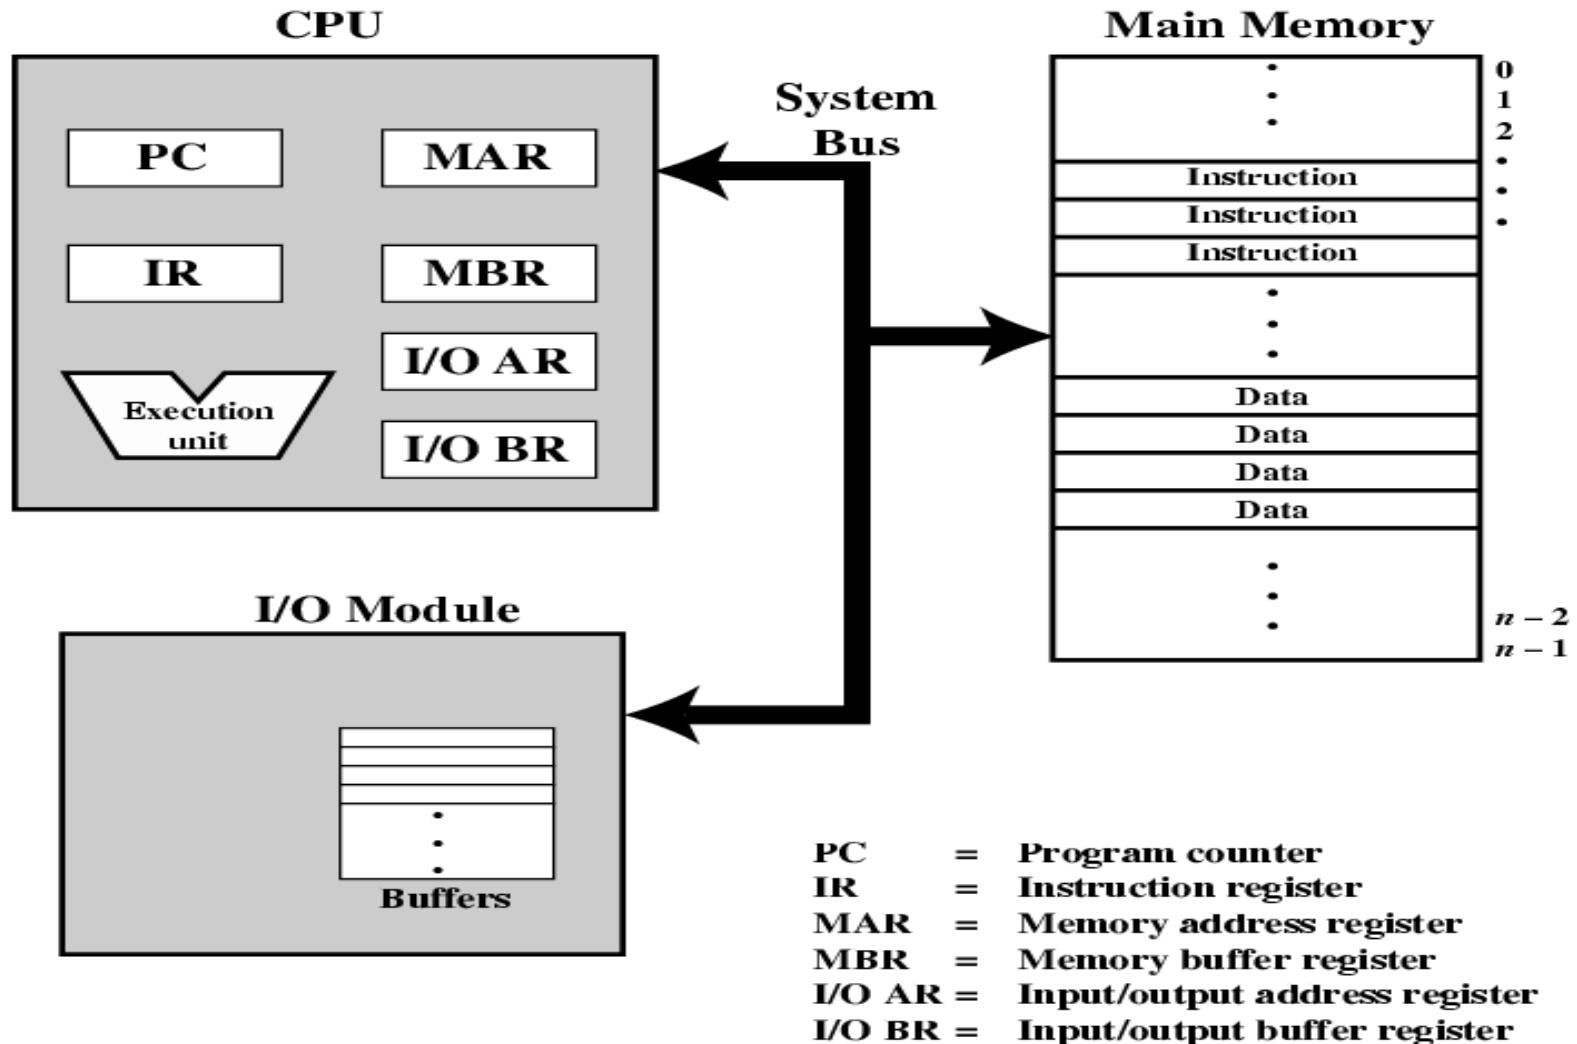 CPU
PC
MAR
IR
MBR
I/O AR
I/O BR
Execution
unit
System
Bus
Main Memory
0
1
2
Instruction
Instruction
Instruction
Data
Data
Data
Data
n – 2
n – 1
I/O Module
Buffers
PC = Program counter
IR = Instruction register
MAR = Memory address register
MBR = Memory buffer register
I/O AR = Input/output address register
I/O BR = Input/output buffer register